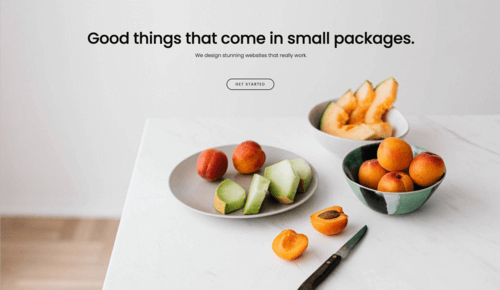 Good things that come in small packages.
We design stunning websites that really work.
GET STARTED